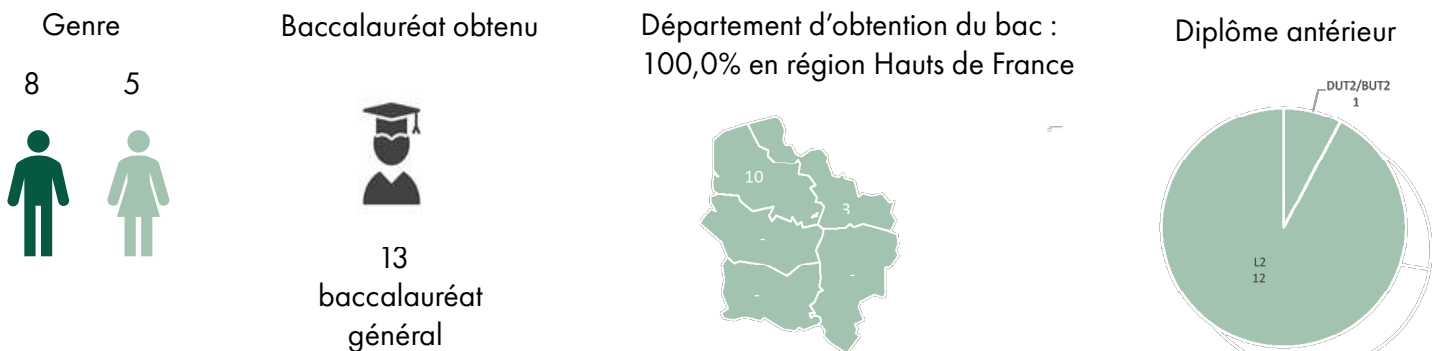 Genre
8 5
Baccalauréat obtenu
13
baccalauréat
général
Département d’obtention du bac :
100,0% en région Hauts de France
10
3
-
-
-
Diplôme antérieur
DUT2/BUT2
1
L2
12